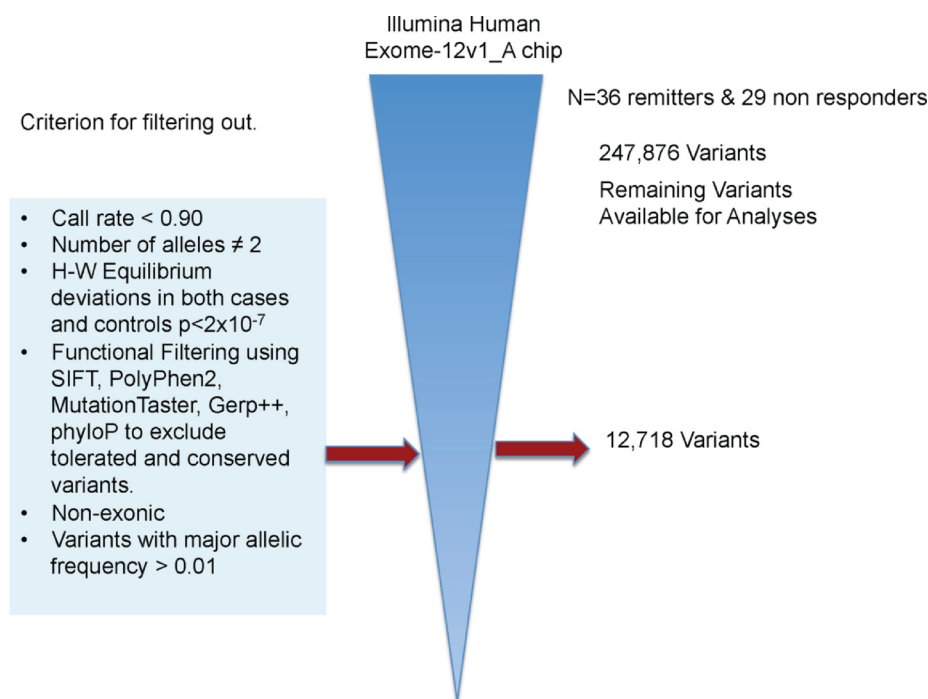 Illumina Human
Exome-12v1_A chip
N=36 remitters & 29 non responders
Criterion for filtering out.
247,876 Variants
Remaining Variants
Available for Analyses
• Call rate < 0.90
• Number of alleles ≠ 2
• H-W Equilibrium
deviations in both cases
and controls p<2x10⁻⁷
• Functional Filtering using
SIFT, PolyPhen2,
MutationTaster, Gerp++,
phyloP to exclude
tolerated and conserved
variants.
• Non-exonic
• Variants with major allelic
frequency > 0.01
12,718 Variants